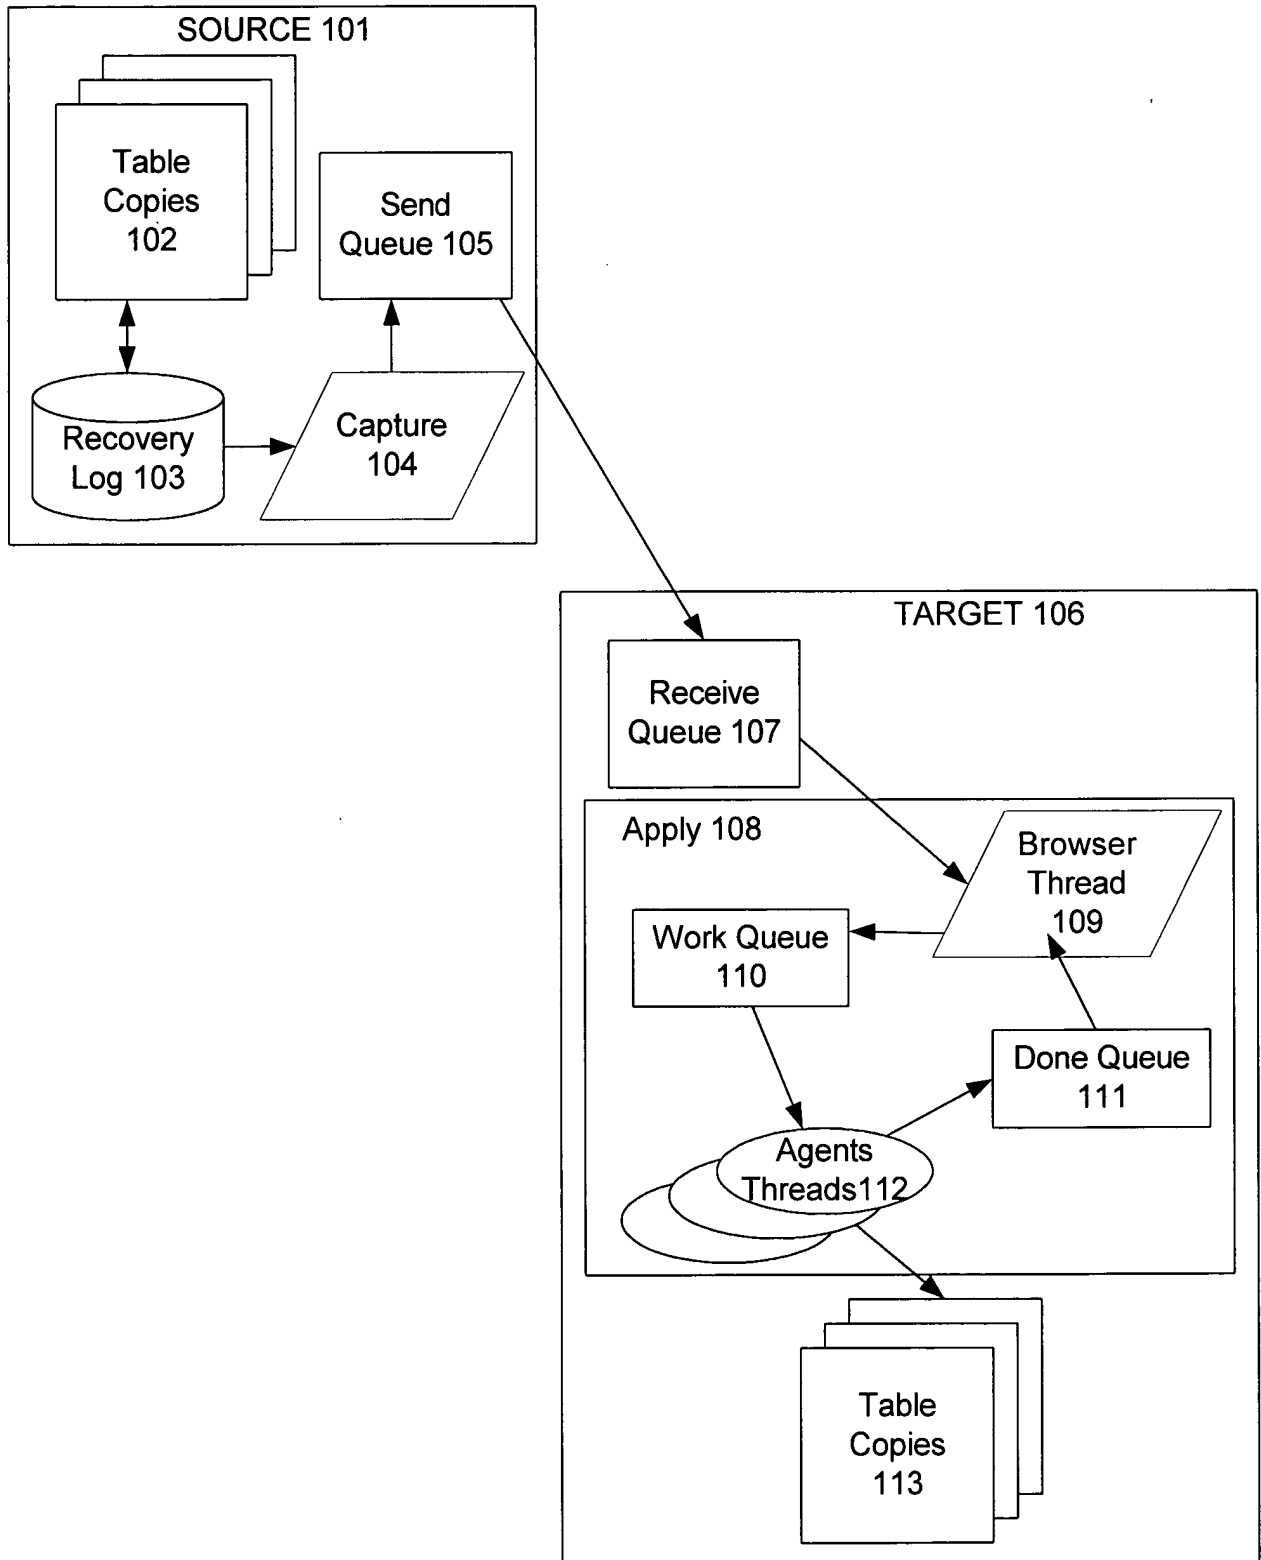 SOURCE 101
Table
Copies
102
Send
Queue 105
Recovery
Log 103
Capture
104
TARGET 106
Receive
Queue 107
Apply 108
Browser
Thread
109
Work Queue
110
Done Queue
111
Agents
Threads112
Table
Copies
113